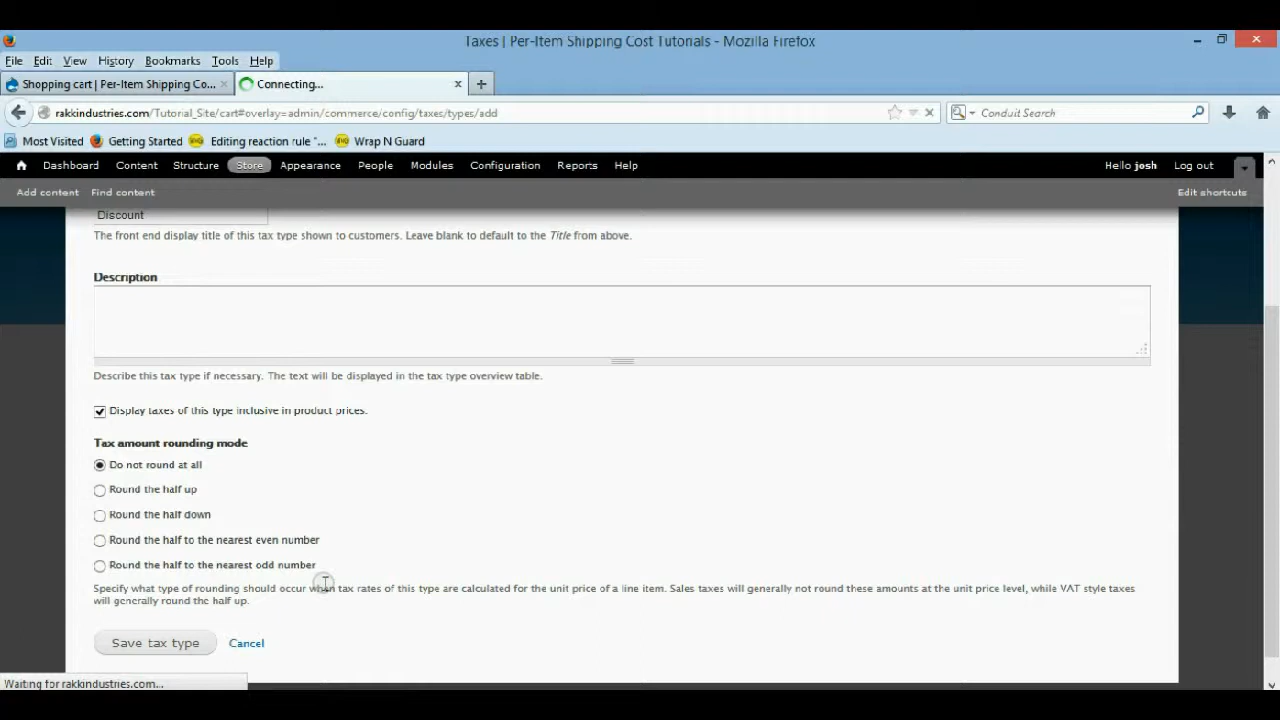 Taxes | Per-Item Shipping Cost Tutorials - Mozilla Firefox
File Edit View History Bookmarks Tools Help
Shopping cart | Per-Item Shipping Co... Connecting...
rakkindustries.com/Tutorial_Site/cart#overlay=admin/commerce/config/taxes/types/add Conduit Search
Most Visited Getting Started Editing reaction rule "... Wrap N Guard
Dashboard Content Structure Store Appearance People Modules Configuration Reports Help Hello josh Log out
Add content Find content Edit shortcuts
Discount
The front end display title of this tax type shown to customers. Leave blank to default to the Title from above.
Description
Describe this tax type if necessary. The text will be displayed in the tax type overview table.
Display taxes of this type inclusive in product prices.
Tax amount rounding mode
Do not round at all
Round the half up
Round the half down
Round the half to the nearest even number
Round the half to the nearest odd number
Specify what type of rounding should occur when tax rates of this type are calculated for the unit price of a line item. Sales taxes will generally not round these amounts at the unit price level, while VAT style taxes
will generally round the half up.
Save tax type Cancel
Waiting for rakkindustries.com...